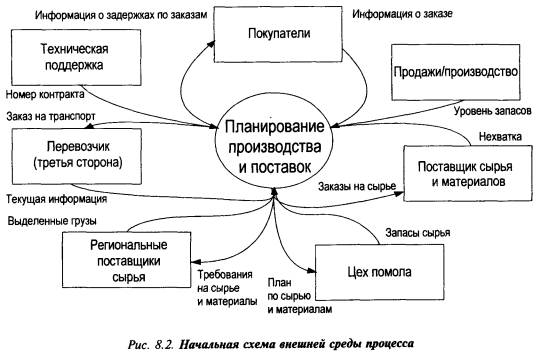 Информация о задержках по заказам
Покупатели
Информация о заказе
Техническая
поддержка
Продажи/производство
Номер контракта
Уровень запасов
Заказ на транспорт
Планирование
производства
и поставок
Нехватка
Перевозчик
(третья сторона)
Поставщик сырья
и материалов
Заказы на сырье
Текущая информация
Выделенные грузы
Запасы сырья
Региональные
поставщики
сырья
Требования
на сырье
и материалы
План
по сырью
и материалам
Цех помола
Рис. 8.2. Начальная схема внешней среды процесса